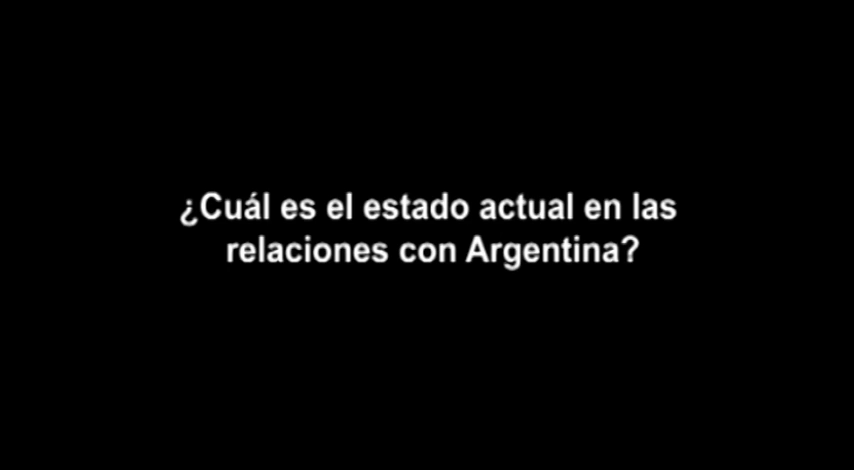 ¿Cuál es el estado actual en las
relaciones con Argentina?